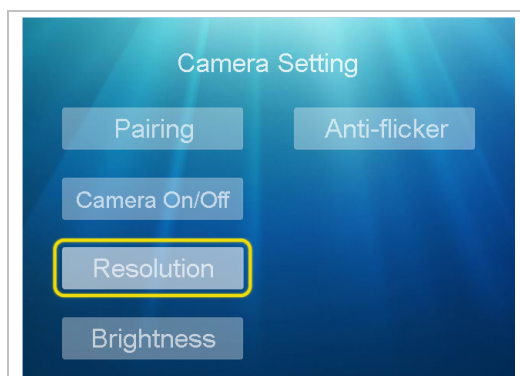 Camera Setting
Pairing
Anti-flicker
Camera On/Off
Resolution
Brightness